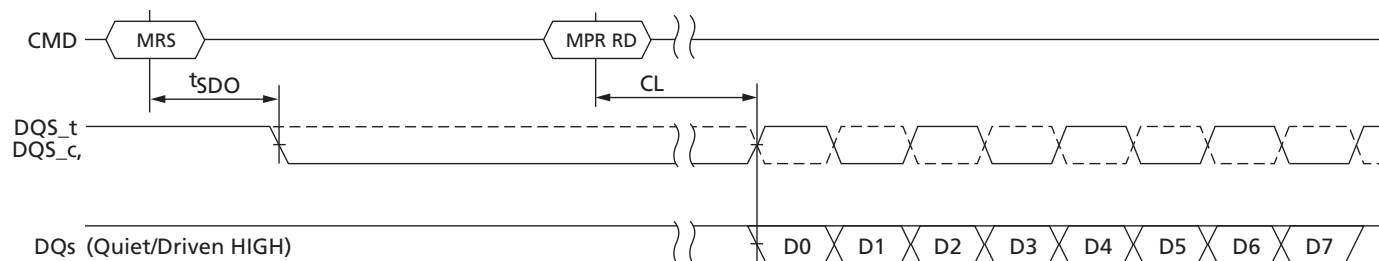 CMD MRS MPR RD
tSDO CL
DQS_t
DQS_c,
DQs (Quiet/Driven HIGH) D0 D1 D2 D3 D4 D5 D6 D7